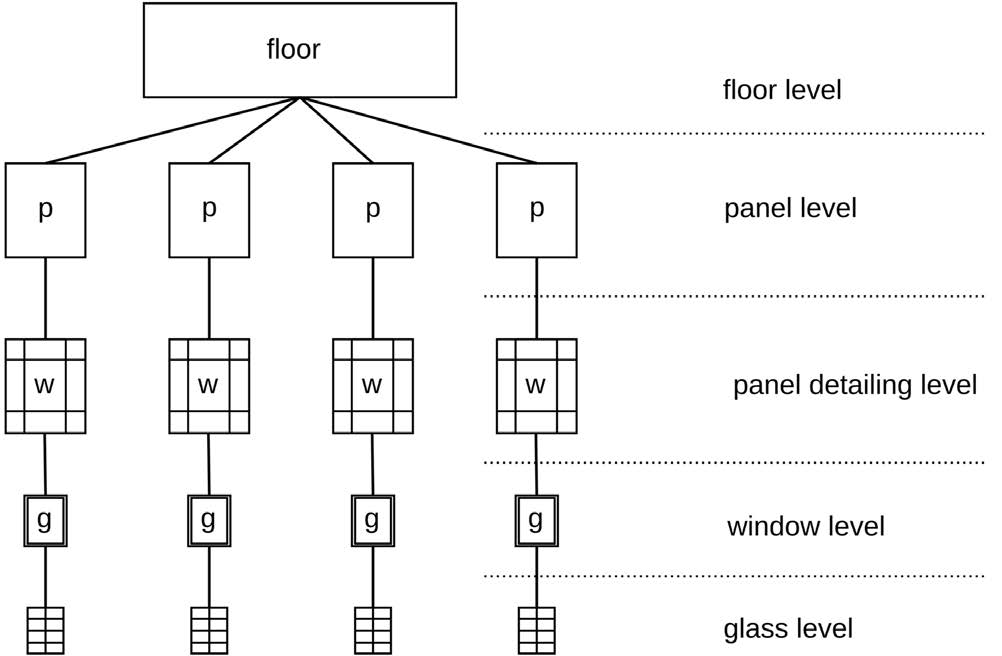 floor
floor level
p p p p
panel level
w w w w
panel detailing level
g g g g
window level
glass level